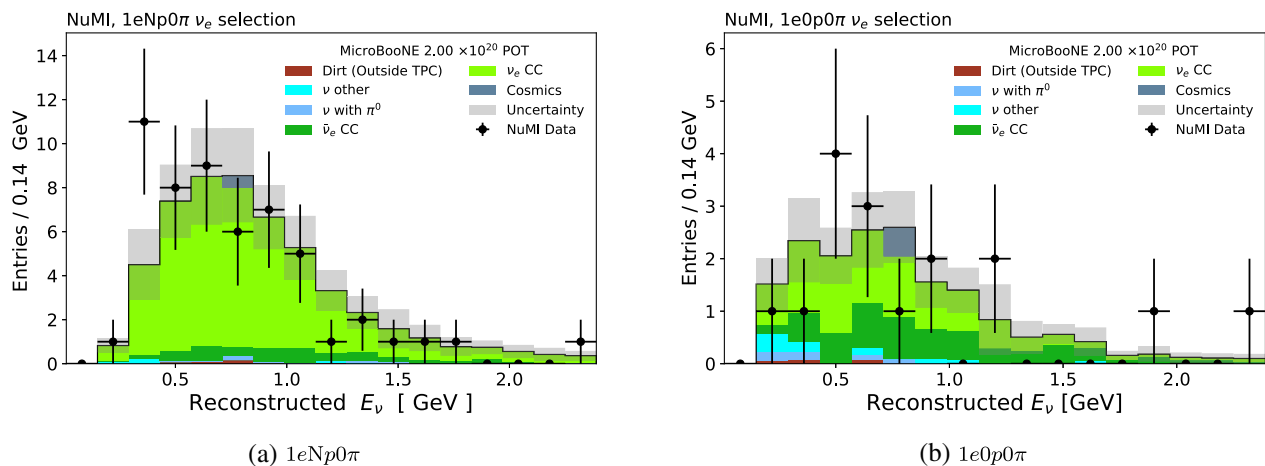 NuMI, 1eNp0π νe selection
MicroBooNE 2.00 ×10²⁰ POT
Dirt (Outside TPC)
ν other
ν with π⁰
ν̄e CC
νe CC
Cosmics
Uncertainty
NuMI Data
Entries / 0.14 GeV
14
12
10
8
6
4
2
0
0.5
1.0
1.5
2.0
Reconstructed Eν [ GeV ]
(a) 1eNp0π
NuMI, 1e0p0π νe selection
MicroBooNE 2.00 ×10²⁰ POT
Dirt (Outside TPC)
ν with π⁰
ν other
ν̄e CC
νe CC
Cosmics
Uncertainty
NuMI Data
Entries / 0.14 GeV
6
5
4
3
2
1
0
0.5
1.0
1.5
2.0
Reconstructed Eν [GeV]
(b) 1e0p0π